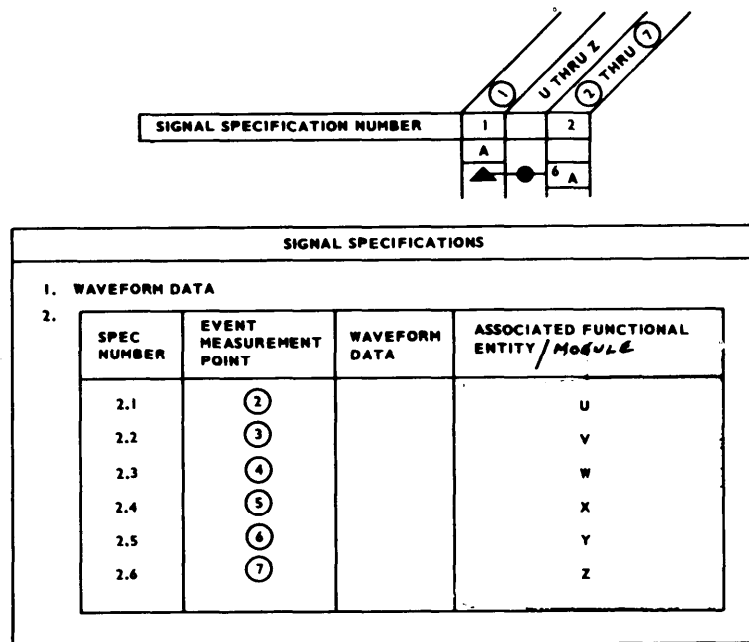 ① U THRU Z ② THRU ⑦
SIGNAL SPECIFICATION NUMBER 1 2
A
6 A
SIGNAL SPECIFICATIONS
1. WAVEFORM DATA
2.
SPEC NUMBER
EVENT MEASUREMENT POINT
WAVEFORM DATA
ASSOCIATED FUNCTIONAL ENTITY / MODULE
2.1 ② U
2.2 ③ V
2.3 ④ W
2.4 ⑤ X
2.5 ⑥ Y
2.6 ⑦ Z